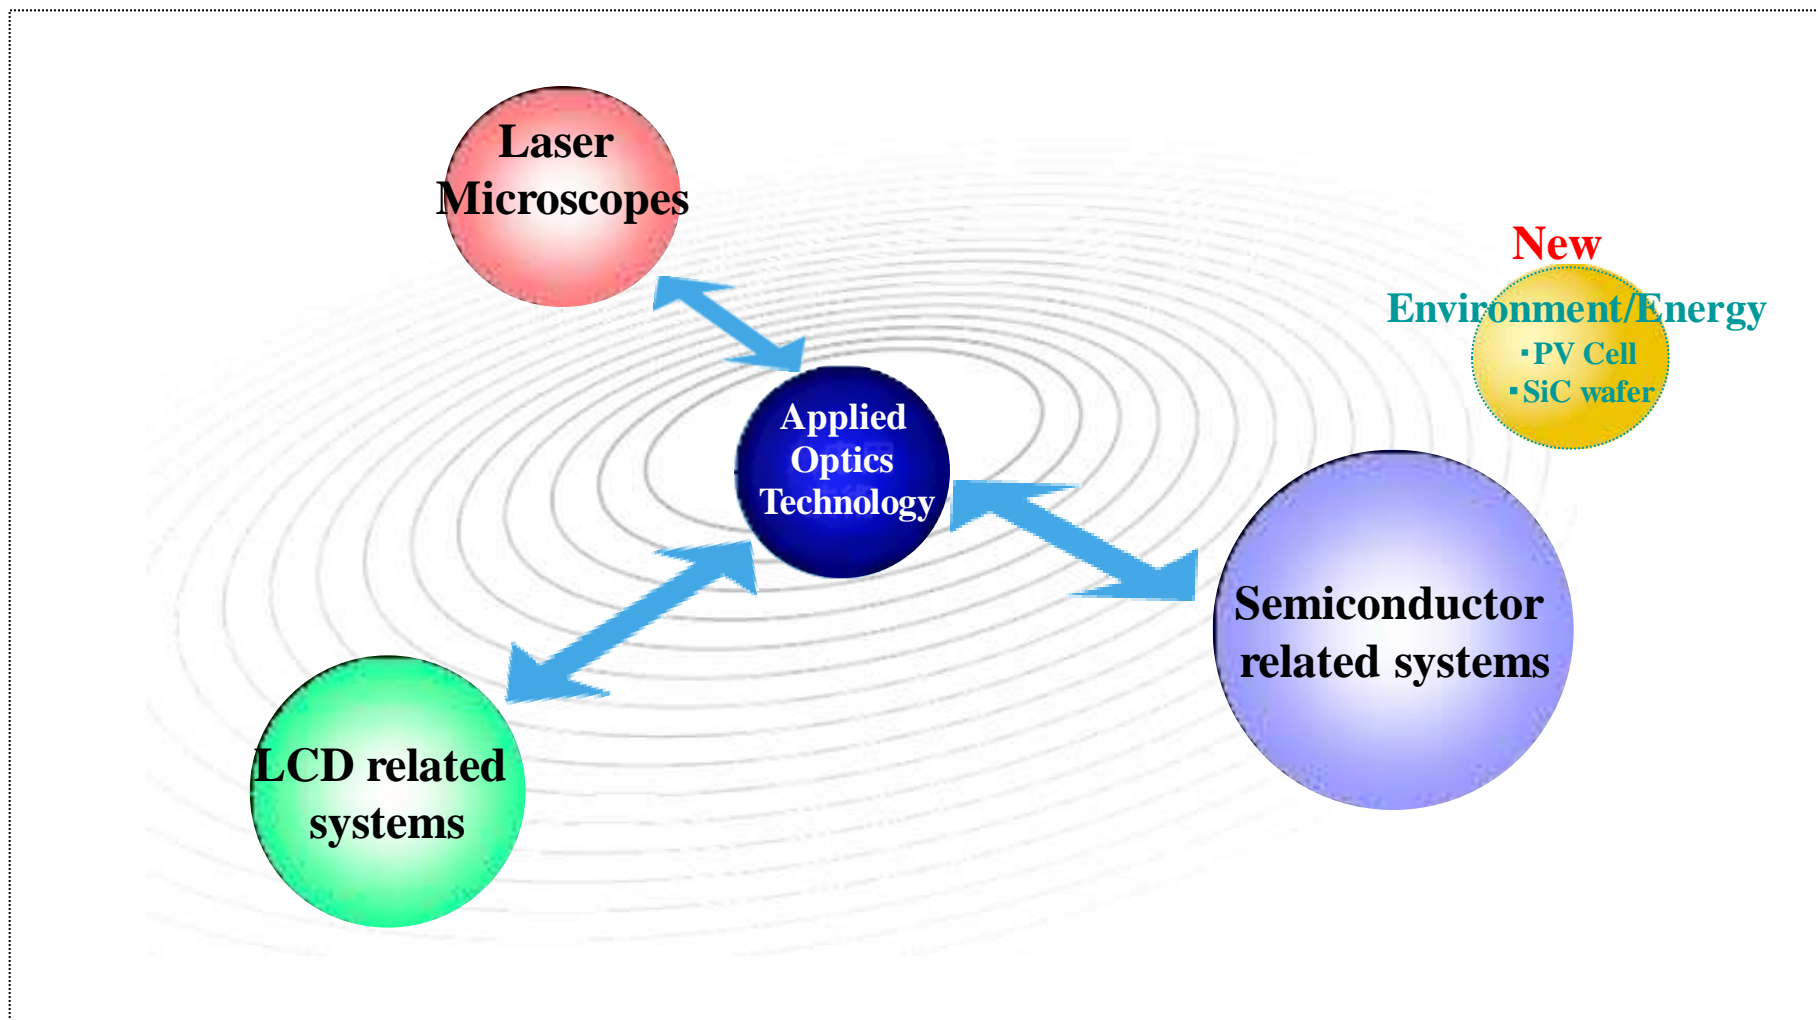 Laser
Microscopes
New
Environment/Energy
▪PV Cell
▪SiC wafer
Applied
Optics
Technology
Semiconductor
related systems
LCD related
systems